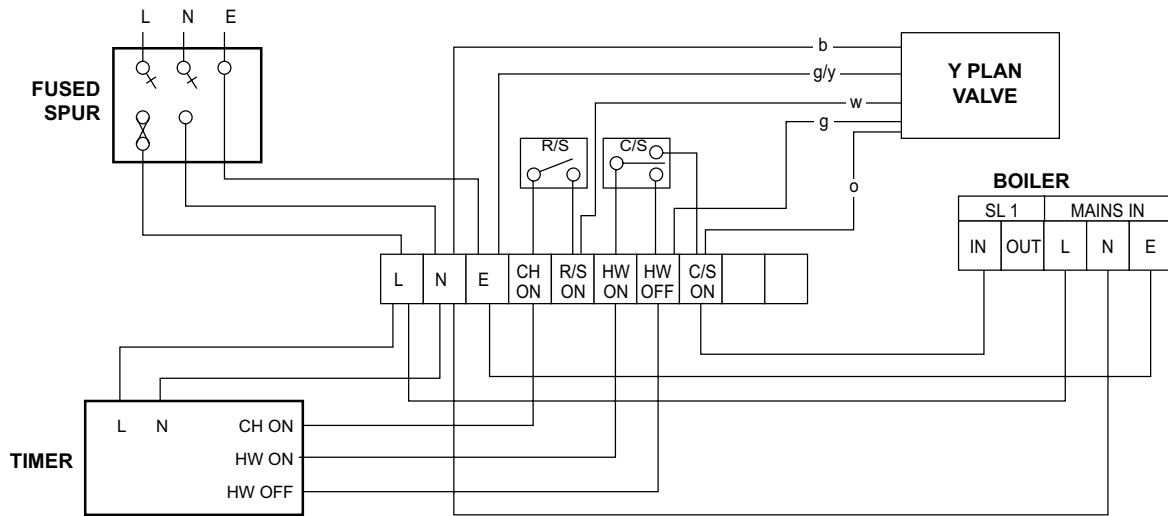 L N E
FUSED
SPUR
b
g/y
w
g
o
Y PLAN
VALVE
R/S
C/S
BOILER
SL 1 MAINS IN
IN OUT L N E
L N E CH ON R/S ON HW ON HW OFF C/S ON
TIMER
L N CH ON
HW ON
HW OFF